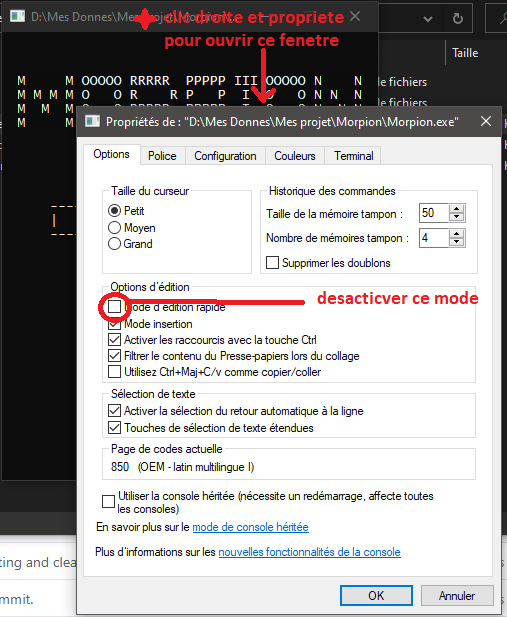 D:\Mes Donnes\Mes
clic droite et propriete
pour ouvrir ce fenetre
Taille
de fichiers
M M OOOOO RRRRR PPPPP III OOOOO N N
M M M M O O R R P P I O O N N N
Propriétés de : "D:\Mes Donnes\Mes projet\Morpion\Morpion.exe"
Options Police Configuration Couleurs Terminal
Taille du curseur
Petit
Moyen
Grand
Historique des commandes
Taille de la mémoire tampon : 50
Nombre de mémoires tampon : 4
Supprimer les doublons
Options d'édition
Mode d'édition rapide
desacticver ce mode
Mode insertion
Activer les raccourcis avec la touche Ctrl
Filtrer le contenu du Presse-papiers lors du collage
Utilisez Ctrl+Maj+C/v comme copier/coller
Sélection de texte
Activer la sélection du retour automatique à la ligne
Touches de sélection de texte étendues
Page de codes actuelle
850 (OEM - latin multilingue I)
Utiliser la console héritée (nécessite un redémarrage, affecte toutes
les consoles)
En savoir plus sur le mode de console héritée
Plus d'informations sur les nouvelles fonctionnalités de la console
ting and clea
mmit.
OK Annuler